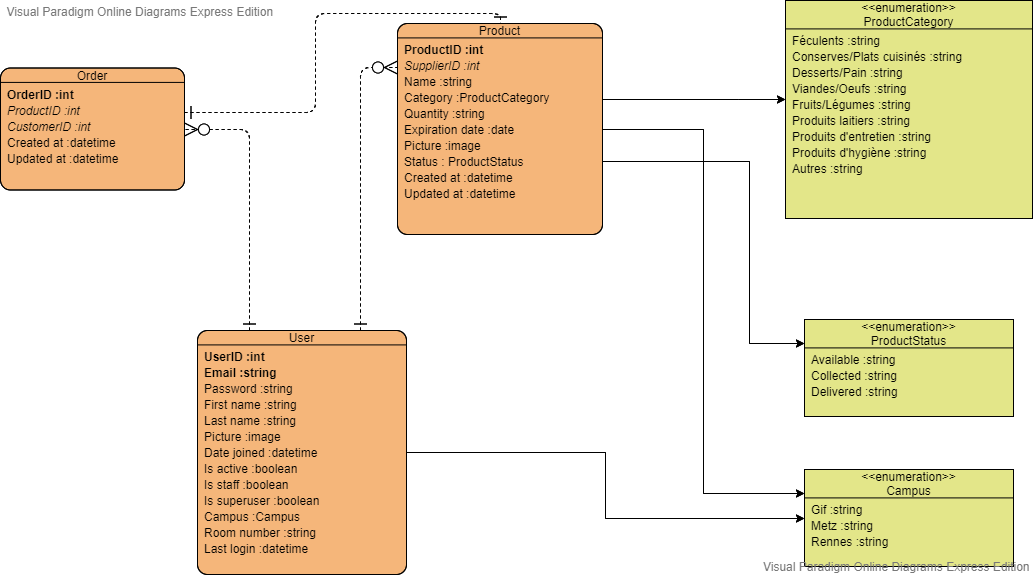 Visual Paradigm Online Diagrams Express Edition
Order
OrderID :int
ProductID :int
CustomerID :int
Created at :datetime
Updated at :datetime
Product
ProductID :int
SupplierID :int
Name :string
Category :ProductCategory
Quantity :string
Expiration date :date
Picture :image
Status : ProductStatus
Created at :datetime
Updated at :datetime
<<enumeration>>
ProductCategory
Féculents :string
Conserves/Plats cuisinés :string
Desserts/Pain :string
Viandes/Oeufs :string
Fruits/Légumes :string
Produits laitiers :string
Produits d'entretien :string
Produits d'hygiène :string
Autres :string
User
UserID :int
Email :string
Password :string
First name :string
Last name :string
Picture :image
Date joined :datetime
Is active :boolean
Is staff :boolean
Is superuser :boolean
Campus :Campus
Room number :string
Last login :datetime
<<enumeration>>
ProductStatus
Available :string
Collected :string
Delivered :string
<<enumeration>>
Campus
Gif :string
Metz :string
Rennes :string
Visual Paradigm Online Diagrams Express Edition